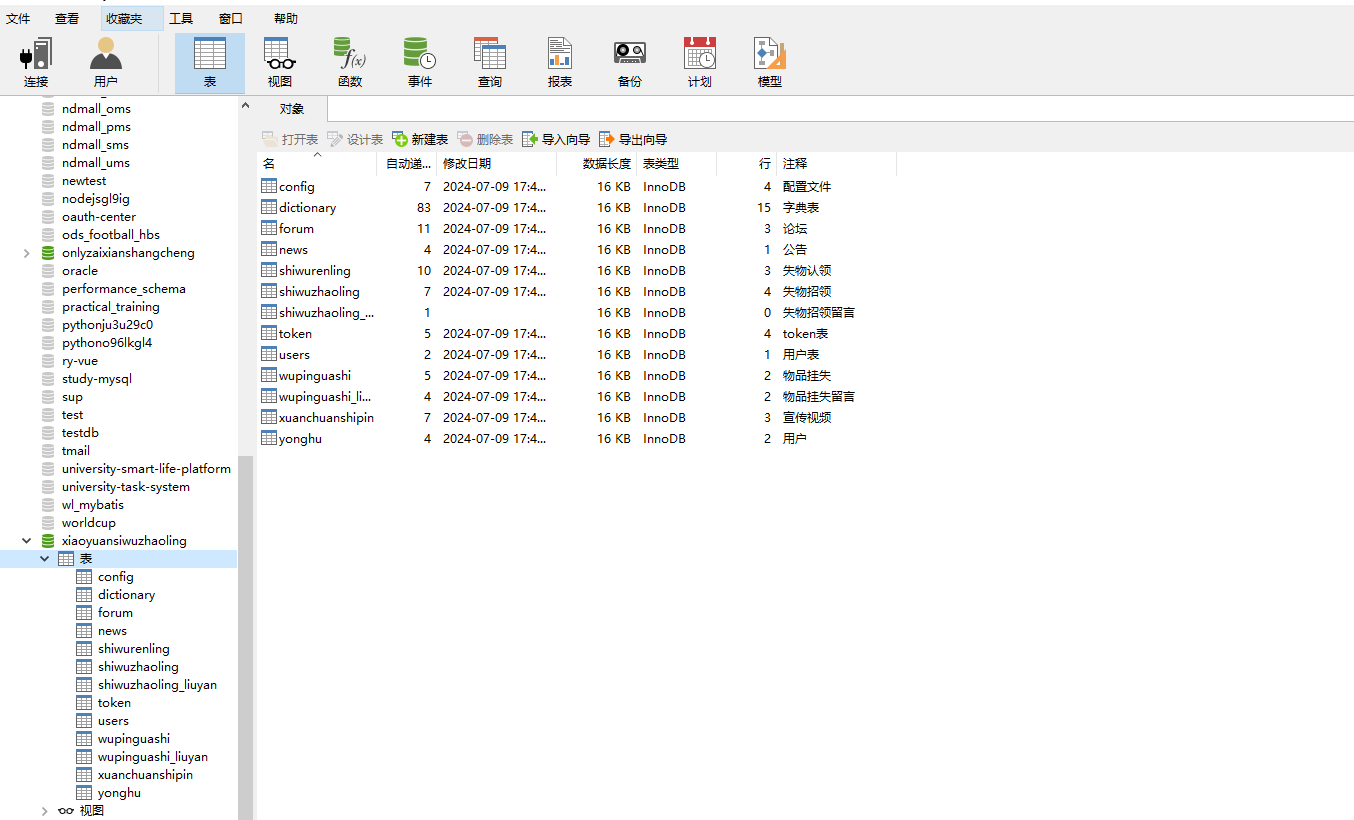 文件 查看 收藏夹 工具 窗口 帮助
连接 用户 表 视图 函数 事件 查询 报表 备份 计划 模型
ndmall_oms
ndmall_pms
ndmall_sms
ndmall_ums
newtest
nodejsgl9ig
oauth-center
ods_football_hbs
onlyzaixianshangcheng
oracle
performance_schema
practical_training
pythonju3u29c0
pythono96lkgl4
ry-vue
study-mysql
sup
test
testdb
tmail
university-smart-life-platform
university-task-system
wl_mybatis
worldcup
xiaoyuansiwuzhaoling
表
config
dictionary
forum
news
shiwurenling
shiwuzhaoling
shiwuzhaoling_liuyan
token
users
wupinguashi
wupinguashi_liuyan
xuanchuanshipin
yonghu
视图
对象
打开表 设计表 新建表 删除表 导入向导 导出向导
名 自动递... 修改日期 数据长度 表类型 行 注释
config 7 2024-07-09 17:4... 16 KB InnoDB 4 配置文件
dictionary 83 2024-07-09 17:4... 16 KB InnoDB 15 字典表
forum 11 2024-07-09 17:4... 16 KB InnoDB 3 论坛
news 4 2024-07-09 17:4... 16 KB InnoDB 1 公告
shiwurenling 10 2024-07-09 17:4... 16 KB InnoDB 3 失物认领
shiwuzhaoling 7 2024-07-09 17:4... 16 KB InnoDB 4 失物招领
shiwuzhaoling_... 1 16 KB InnoDB 0 失物招领留言
token 5 2024-07-09 17:4... 16 KB InnoDB 4 token表
users 2 2024-07-09 17:4... 16 KB InnoDB 1 用户表
wupinguashi 5 2024-07-09 17:4... 16 KB InnoDB 2 物品挂失
wupinguashi_li... 4 2024-07-09 17:4... 16 KB InnoDB 2 物品挂失留言
xuanchuanshipin 7 2024-07-09 17:4... 16 KB InnoDB 3 宣传视频
yonghu 4 2024-07-09 17:4... 16 KB InnoDB 2 用户